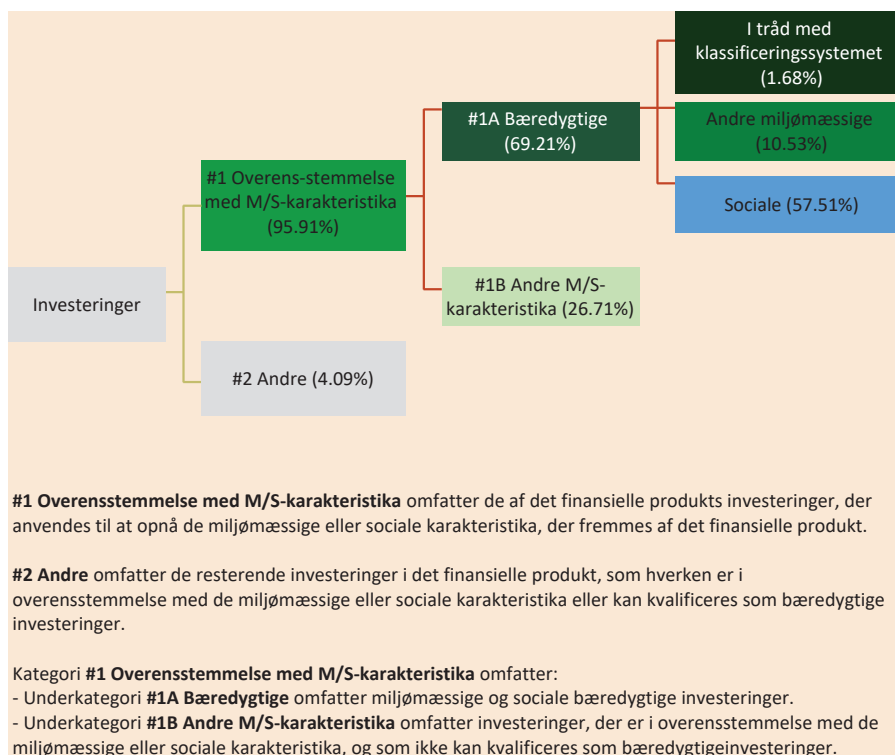 I tråd med
klassificeringssystemet
(1.68%)
#1A Bæredygtige
(69.21%)
Andre miljømæssige
(10.53%)
#1 Overens-stemmelse
med M/S-karakteristika
(95.91%)
Sociale (57.51%)
Investeringer
#1B Andre M/S-
karakteristika (26.71%)
#2 Andre (4.09%)
#1 Overensstemmelse med M/S-karakteristika omfatter de af det finansielle produkts investeringer, der
anvendes til at opnå de miljømæssige eller sociale karakteristika, der fremmes af det finansielle produkt.
#2 Andre omfatter de resterende investeringer i det finansielle produkt, som hverken er i
overensstemmelse med de miljømæssige eller sociale karakteristika eller kan kvalificeres som bæredygtige
investeringer.
Kategori #1 Overensstemmelse med M/S-karakteristika omfatter:
- Underkategori #1A Bæredygtige omfatter miljømæssige og sociale bæredygtige investeringer.
- Underkategori #1B Andre M/S-karakteristika omfatter investeringer, der er i overensstemmelse med de
miljømæssige eller sociale karakteristika, og som ikke kan kvalificeres som bæredygtigeinvesteringer.